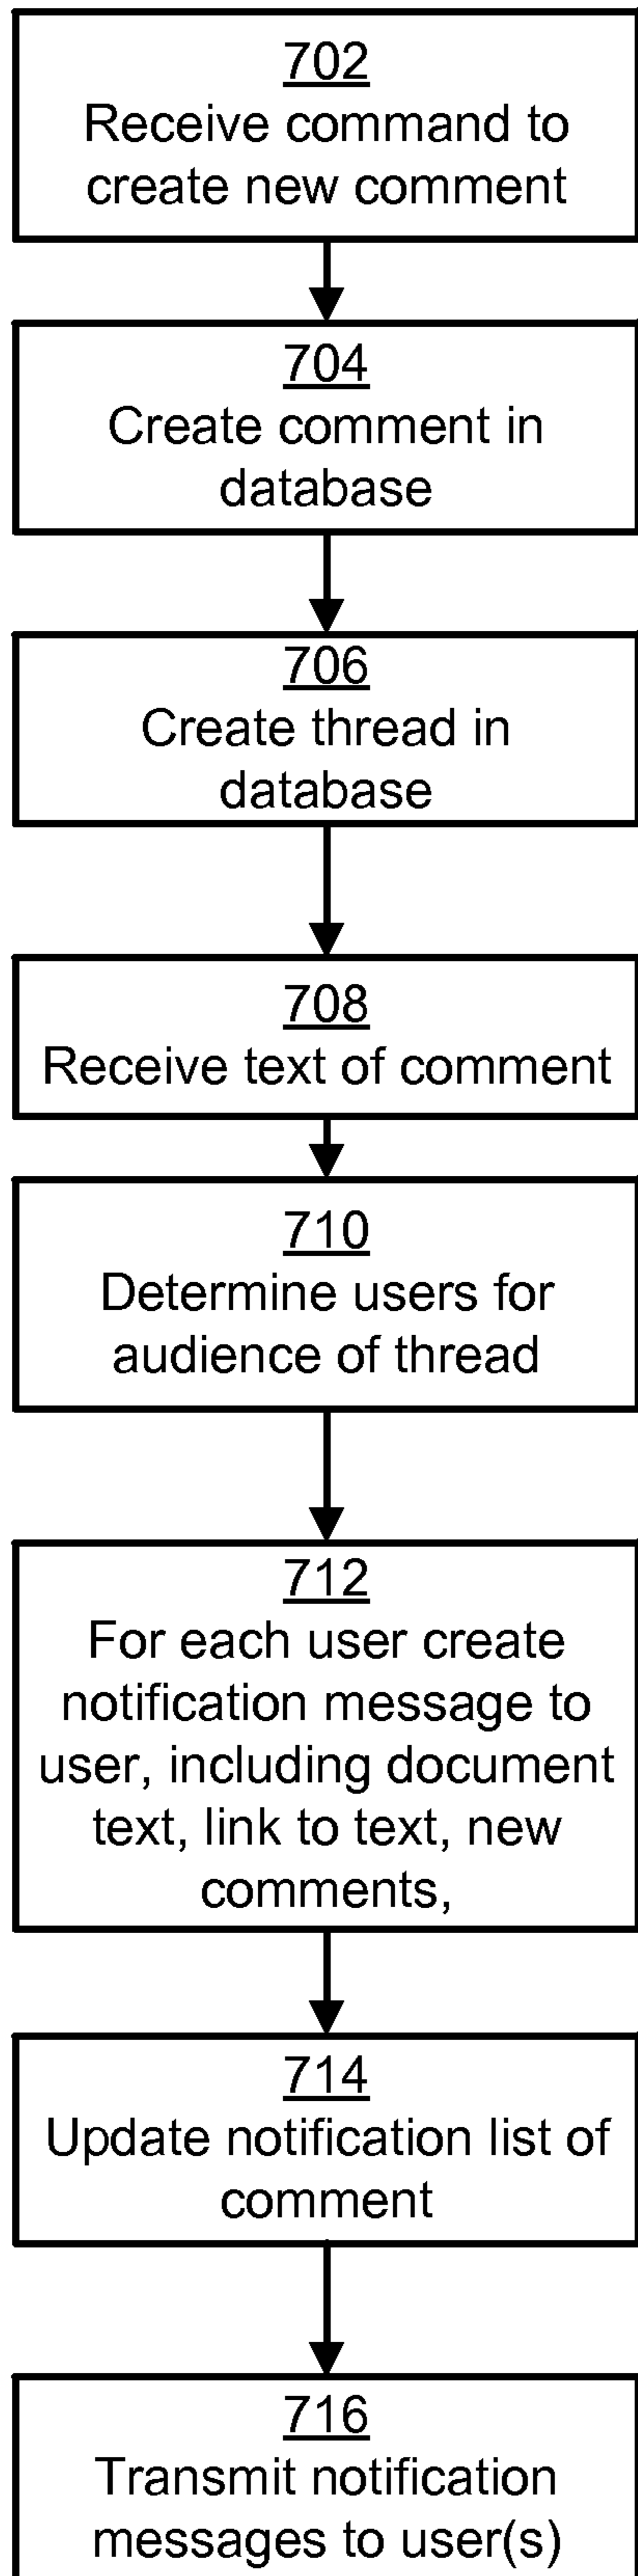 702
Receive command to
create new comment
704
Create comment in
database
706
Create thread in
database
708
Receive text of comment
710
Determine users for
audience of thread
712
For each user create
notification message to
user, including document
text, link to text, new
comments,
714
Update notification list of
comment
716
Transmit notification
messages to user(s)